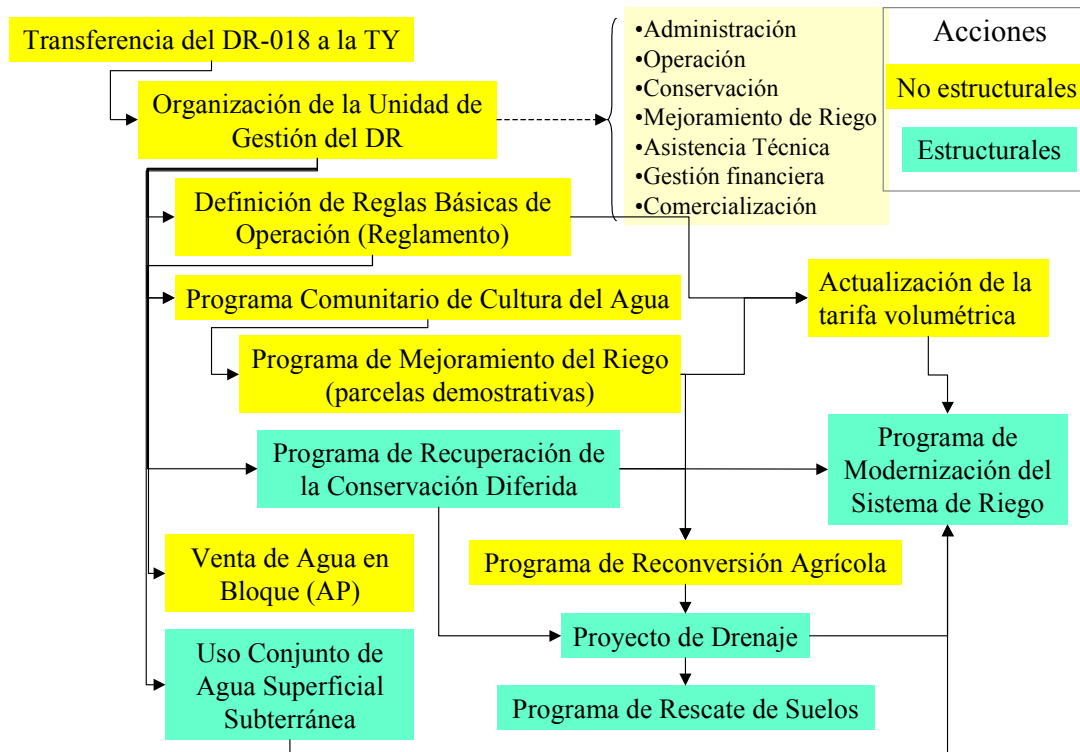 Transferencia del DR-018 a la TY
Organización de la Unidad de
Gestión del DR
•Administración
•Operación
•Conservación
•Mejoramiento de Riego
•Asistencia Técnica
•Gestión financiera
•Comercialización
Acciones
No estructurales
Estructurales
Definición de Reglas Básicas de
Operación (Reglamento)
Programa Comunitario de Cultura del Agua
Actualización de la
tarifa volumétrica
Programa de Mejoramiento del Riego
(parcelas demostrativas)
Programa de Recuperación de
la Conservación Diferida
Programa de
Modernización del
Sistema de Riego
Venta de Agua en
Bloque (AP)
Programa de Reconversión Agrícola
Proyecto de Drenaje
Uso Conjunto de
Agua Superficial
Subterránea
Programa de Rescate de Suelos